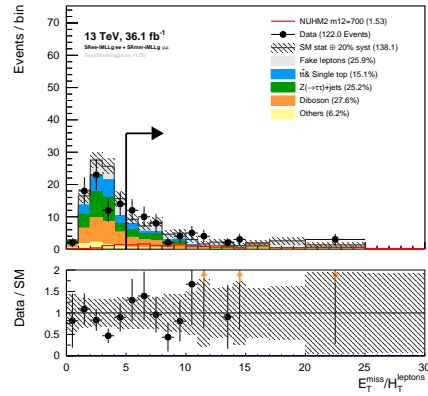 Events / bin
70
60
50
40
30
20
10
0
13 TeV, 36.1 fb⁻¹
SRee-iMLLg ee + SRmm-iMLLg μμ
NUHM2 m12=700 (1.53)
Data (122.0 Events)
SM stat ⊕ 20% syst (138.1)
Fake leptons (25.9%)
tt̄& Single top (15.1%)
Z(→ττ)+jets (25.2%)
Diboson (27.6%)
Others (6.2%)
Data / SM
2
1.5
1
0.5
0
0 5 10 15 20 25 30
E_T^miss/H_T^leptons